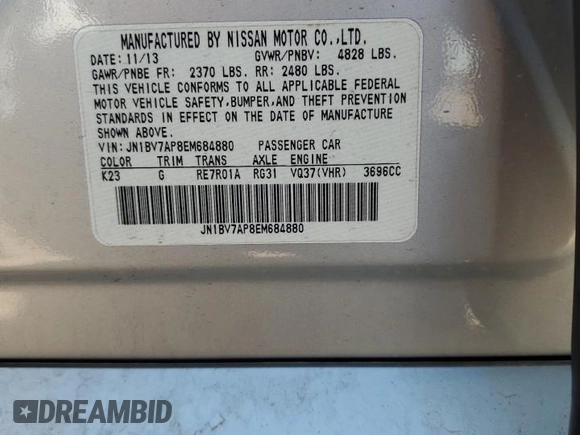 MANUFACTURED BY NISSAN MOTOR CO.,LTD.
DATE: 11/13 GVWR/PNBV: 4828 LBS.
GAWR/PNBE FR: 2370 LBS. RR: 2480 LBS.
THIS VEHICLE CONFORMS TO ALL APPLICABLE FEDERAL
MOTOR VEHICLE SAFETY,BUMPER,AND THEFT PREVENTION
STANDARDS IN EFFECT ON THE DATE OF MANUFACTURE
SHOWN ABOVE.
VIN: JN1BV7AP8EM684880 PASSENGER CAR
COLOR TRIM TRANS AXLE ENGINE
K23 G RE7R01A RG31 VQ37(VHR) 3696CC
JN1BV7AP8EM684880
DREAMBID